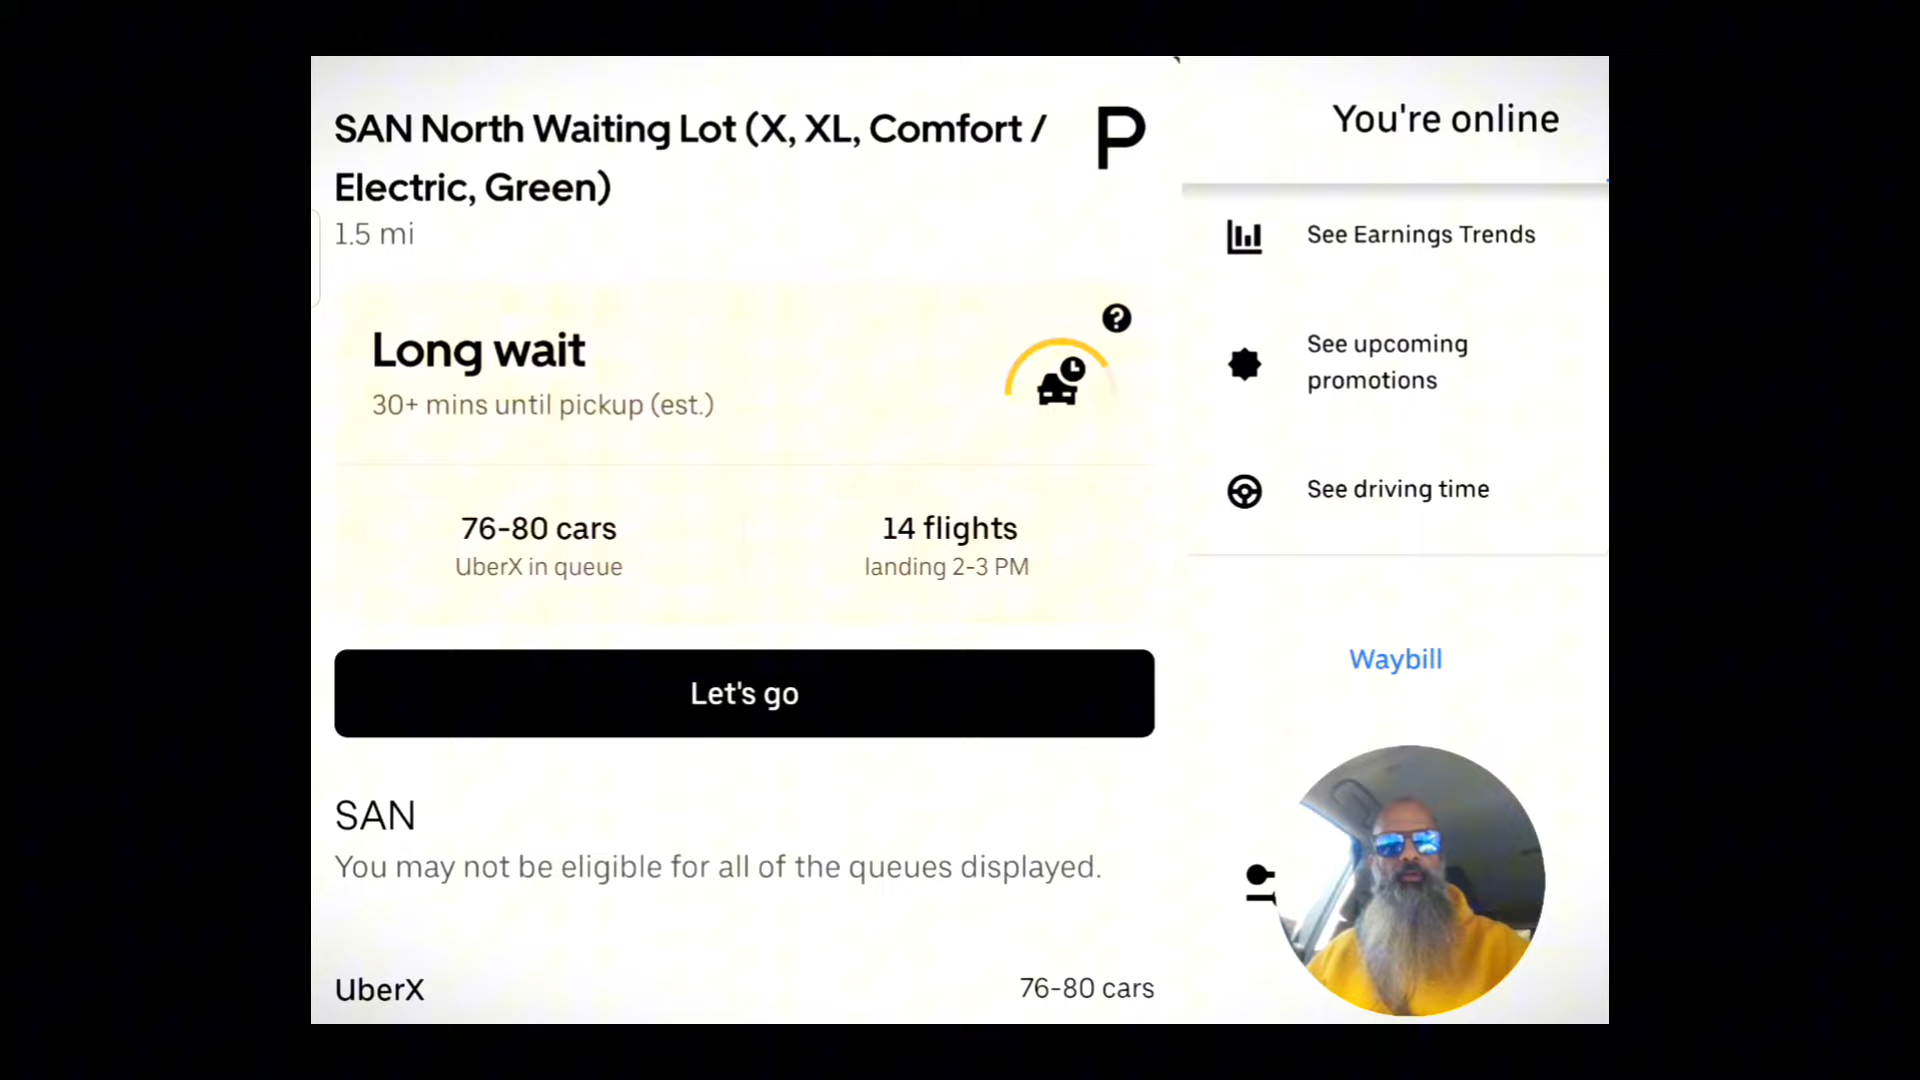 SAN North Waiting Lot (X, XL, Comfort /
Electric, Green)
1.5 mi
P
Long wait
?
30+ mins until pickup (est.)
76-80 cars
UberX in queue
14 flights
landing 2-3 PM
Let's go
SAN
You may not be eligible for all of the queues displayed.
UberX
76-80 cars
You're online
See Earnings Trends
See upcoming
promotions
See driving time
Waybill